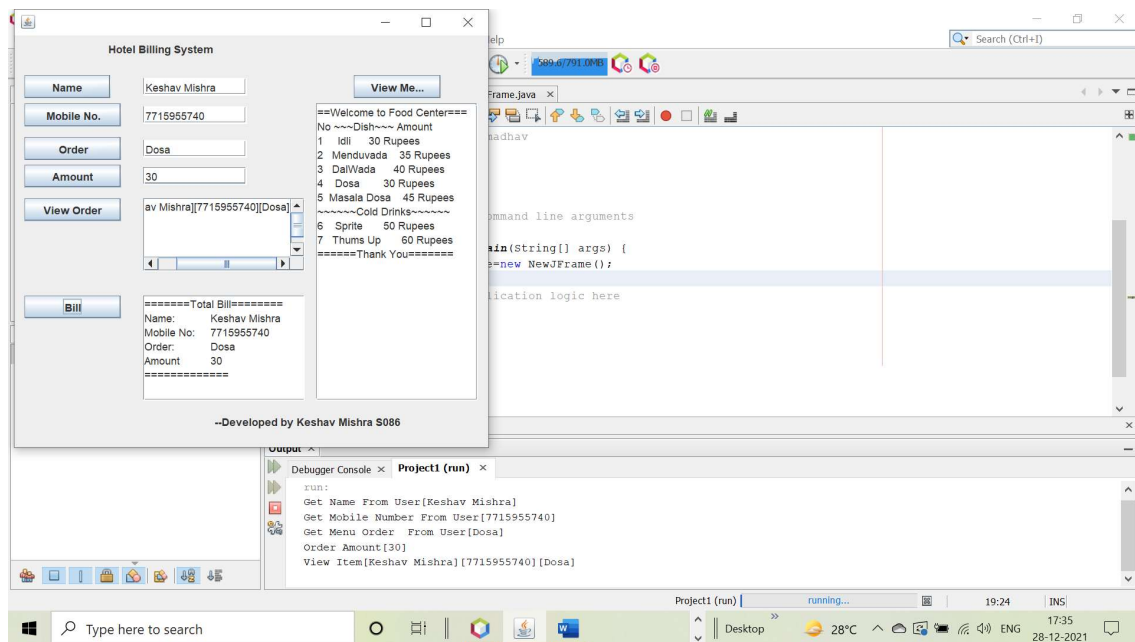 Hotel Billing System
Name
Keshav Mishra
View Me...
Mobile No.
7715955740
Order
Dosa
Amount
30
View Order
av Mishra][7715955740][Dosa]
Bill
=======Total Bill========
Name: Keshav Mishra
Mobile No: 7715955740
Order: Dosa
Amount 30
=============
==Welcome to Food Center===
No ~~~Dish~~~ Amount
1 Idli 30 Rupees
2 Menduvada 35 Rupees
3 DalWada 40 Rupees
4 Dosa 30 Rupees
5 Masala Dosa 45 Rupees
~~~~~~Cold Drinks~~~~~~
6 Sprite 50 Rupees
7 Thums Up 60 Rupees
======Thank You=======
--Developed by Keshav Mishra S086
elp
Search (Ctrl+I)
589.6/791.0MB
Frame.java
madhav
ommand line arguments
ain(String[] args) {
e=new NewJFrame();
lication logic here
Output
Debugger Console
Project1 (run)
run:
Get Name From User[Keshav Mishra]
Get Mobile Number From User[7715955740]
Get Menu Order From User[Dosa]
Order Amount[30]
View Item[Keshav Mishra][7715955740][Dosa]
Project1 (run)
running...
19:24
INS
Type here to search
Desktop
28°C
ENG
17:35
28-12-2021